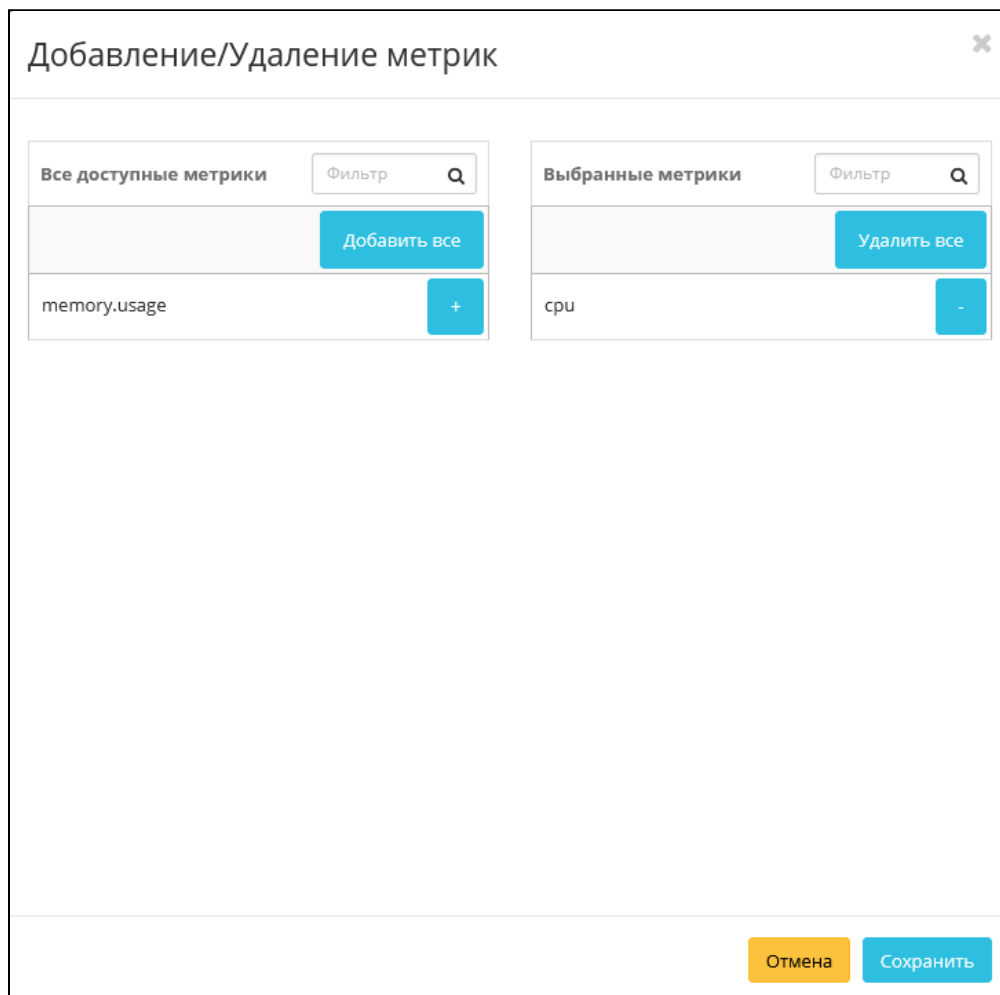 Добавление/Удаление метрик
Все доступные метрики
Фильтр
Добавить все
memory.usage
+
Выбранные метрики
Фильтр
Удалить все
cpu
-
Отмена
Сохранить